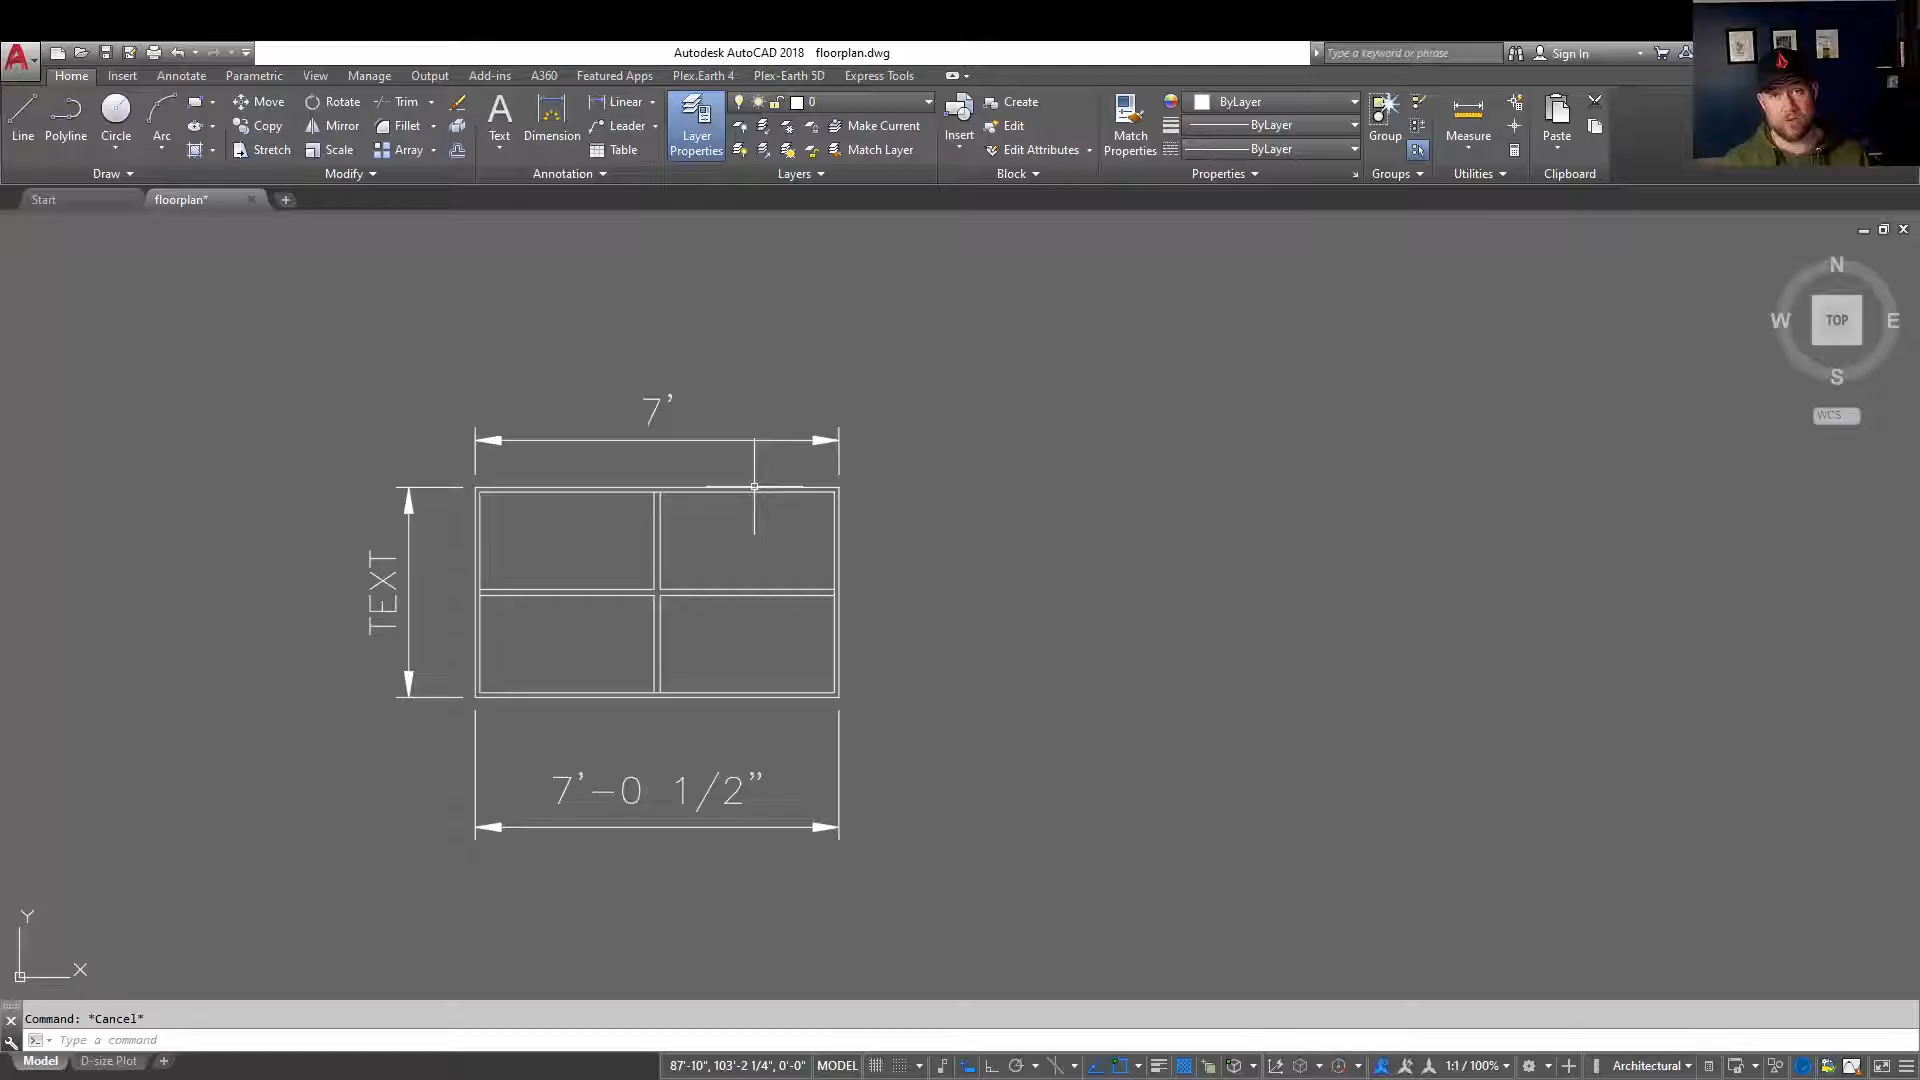 Autodesk AutoCAD 2018 floorplan.dwg
Type a keyword or phrase
Sign In
Home Insert Annotate Parametric View Manage Output Add-ins A360 Featured Apps Plex.Earth 4 Plex-Earth 5D Express Tools
Line Polyline Circle Arc
Move Rotate Trim
Copy Mirror Fillet
Stretch Scale Array
Text Dimension
Linear
Leader
Table
Layer Properties
0
Make Current
Match Layer
Insert
Create
Edit
Edit Attributes
Match Properties
ByLayer
ByLayer
ByLayer
Group
Measure
Paste
Draw Modify Annotation Layers Block Properties Groups Utilities Clipboard
Start floorplan*
N
W TOP E
S
WCS
7'
TEXT
7'-0 1/2"
Y
X
Command: *Cancel*
Type a command
Model D-size Plot
87'-10", 103'-2 1/4", 0'-0" MODEL 1:1 / 100% Architectural